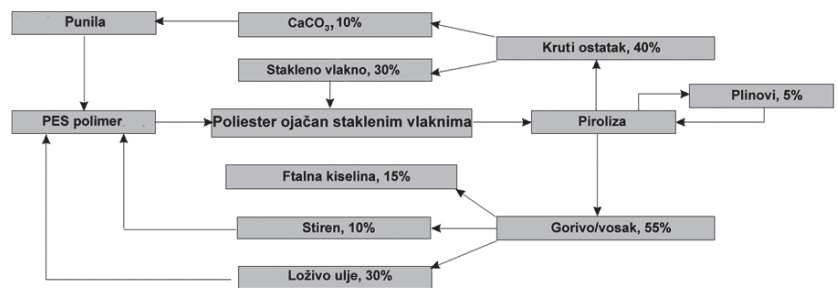 Punila
CaCO₃, 10%
Kruti ostatak, 40%
Stakleno vlakno, 30%
Plinovi, 5%
PES polimer
Poliester ojačan staklenim vlaknima
Piroliza
Ftalna kiselina, 15%
Stiren, 10%
Gorivo/vosak, 55%
Loživo ulje, 30%